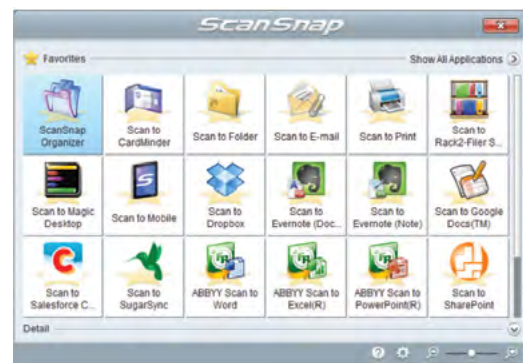 ScanSnap
Favorites
Show All Applications
ScanSnap
Organizer
Scan to
CardMinder
Scan to Folder
Scan to E-mail
Scan to Print
Scan to
Rack2-Filer S...
Scan to Magic
Desktop
Scan to Mobile
Scan to
Dropbox
Scan to
Evernote (Doc...
Scan to
Evernote (Note)
Scan to Google
Docs(TM)
Scan to
Salesforce C...
Scan to
SugarSync
ABBYY Scan to
Word
ABBYY Scan to
Excel(R)
ABBYY Scan to
PowerPoint(R)
Scan to
SharePoint
Detail